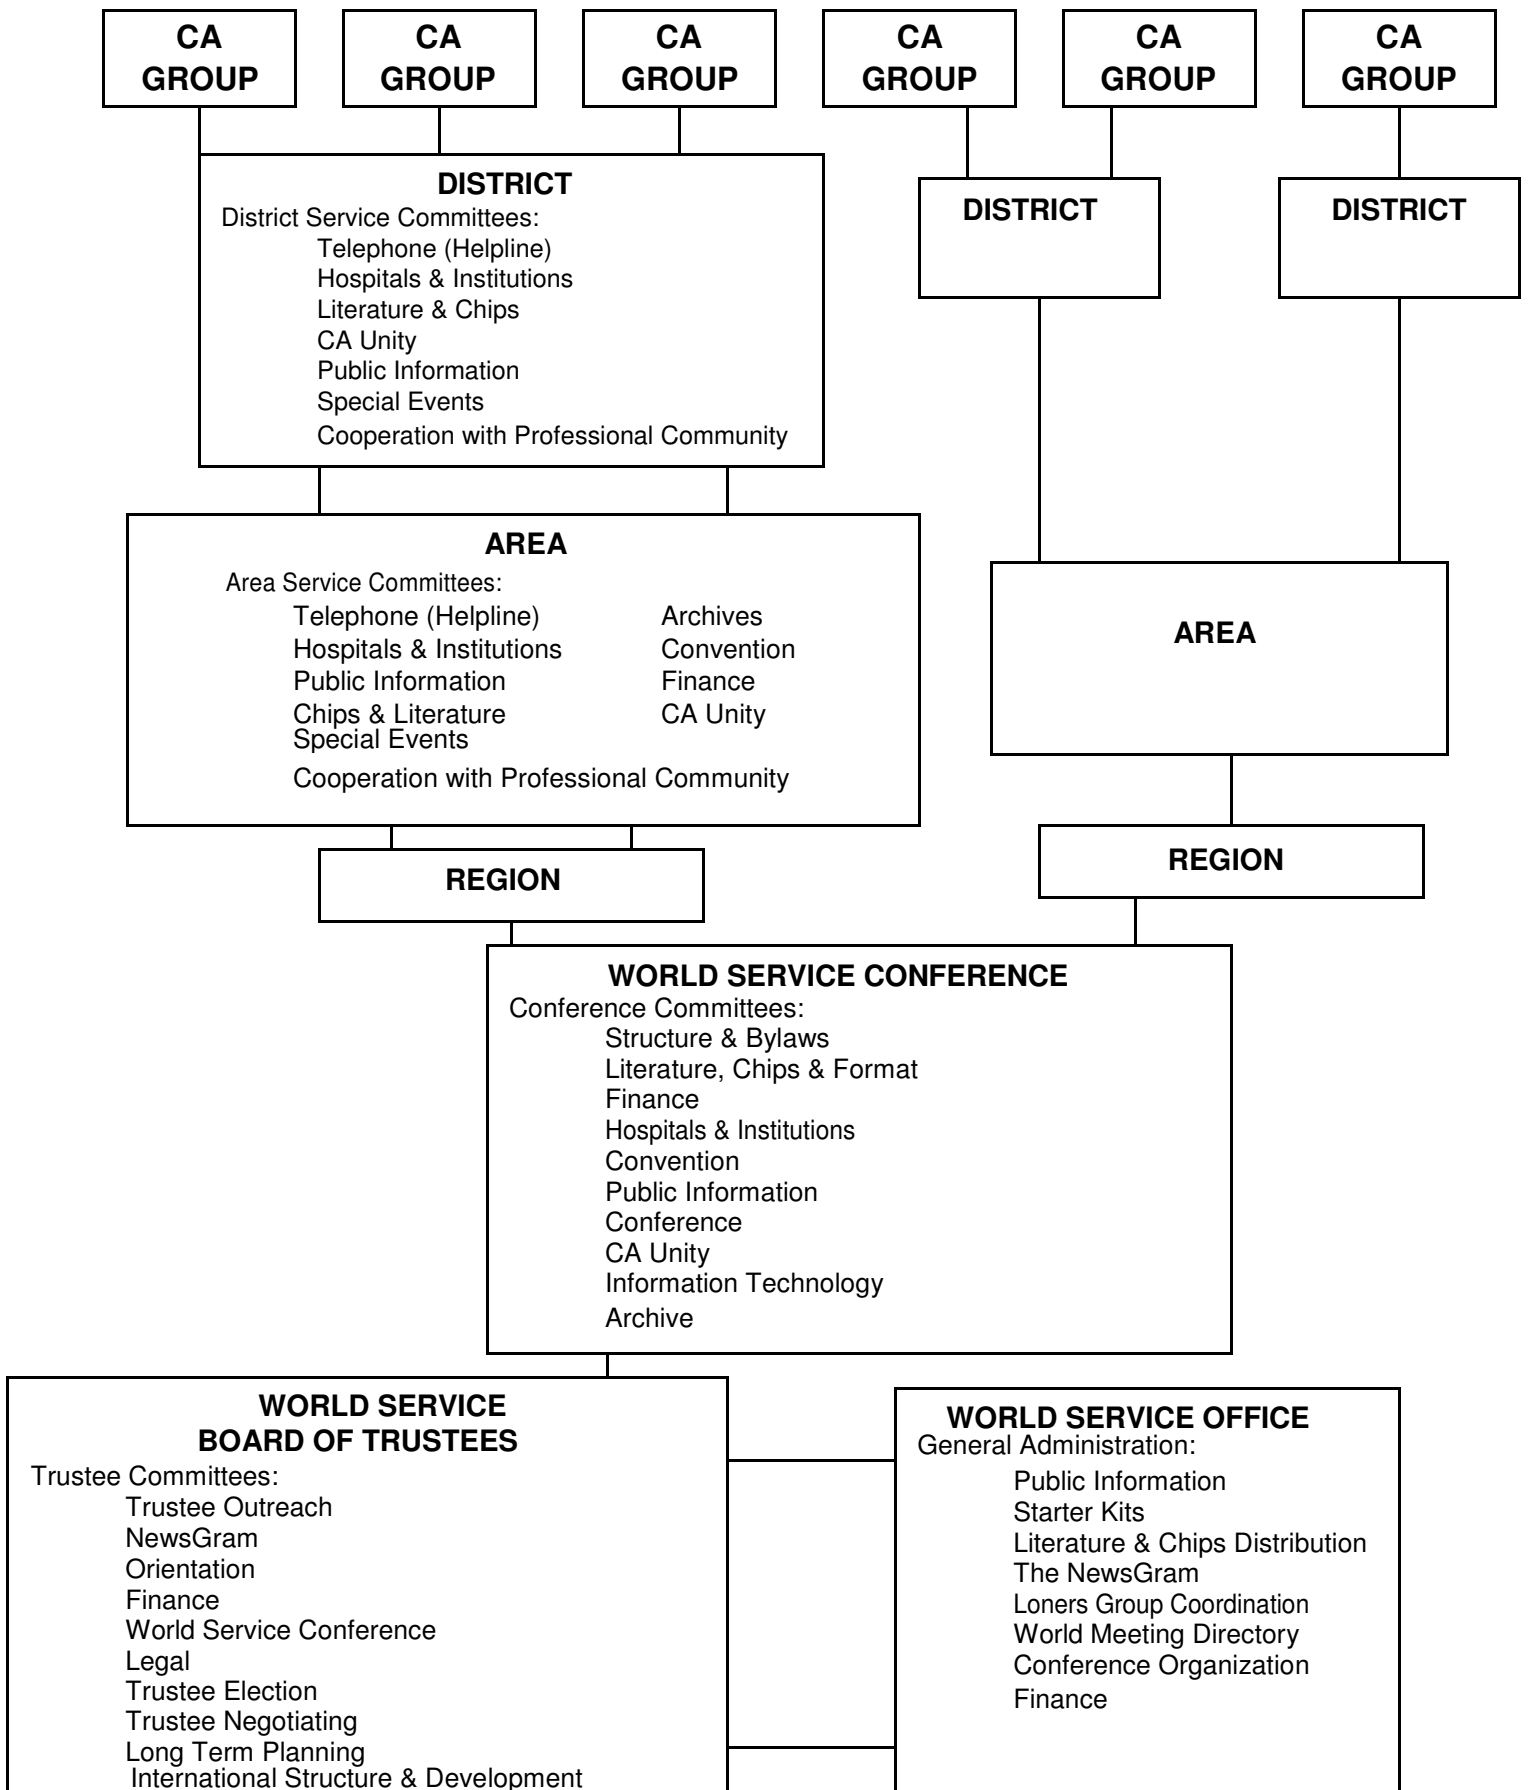 CA
GROUP
CA
GROUP
CA
GROUP
CA
GROUP
CA
GROUP
CA
GROUP
DISTRICT
District Service Committees:
Telephone (Helpline)
Hospitals & Institutions
Literature & Chips
CA Unity
Public Information
Special Events
Cooperation with Professional Community
DISTRICT
DISTRICT
AREA
Area Service Committees:
Telephone (Helpline)
Hospitals & Institutions
Public Information
Chips & Literature
Special Events
Cooperation with Professional Community
Archives
Convention
Finance
CA Unity
AREA
REGION
REGION
WORLD SERVICE CONFERENCE
Conference Committees:
Structure & Bylaws
Literature, Chips & Format
Finance
Hospitals & Institutions
Convention
Public Information
Conference
CA Unity
Information Technology
Archive
WORLD SERVICE
BOARD OF TRUSTEES
Trustee Committees:
Trustee Outreach
NewsGram
Orientation
Finance
World Service Conference
Legal
Trustee Election
Trustee Negotiating
Long Term Planning
International Structure & Development
WORLD SERVICE OFFICE
General Administration:
Public Information
Starter Kits
Literature & Chips Distribution
The NewsGram
Loners Group Coordination
World Meeting Directory
Conference Organization
Finance